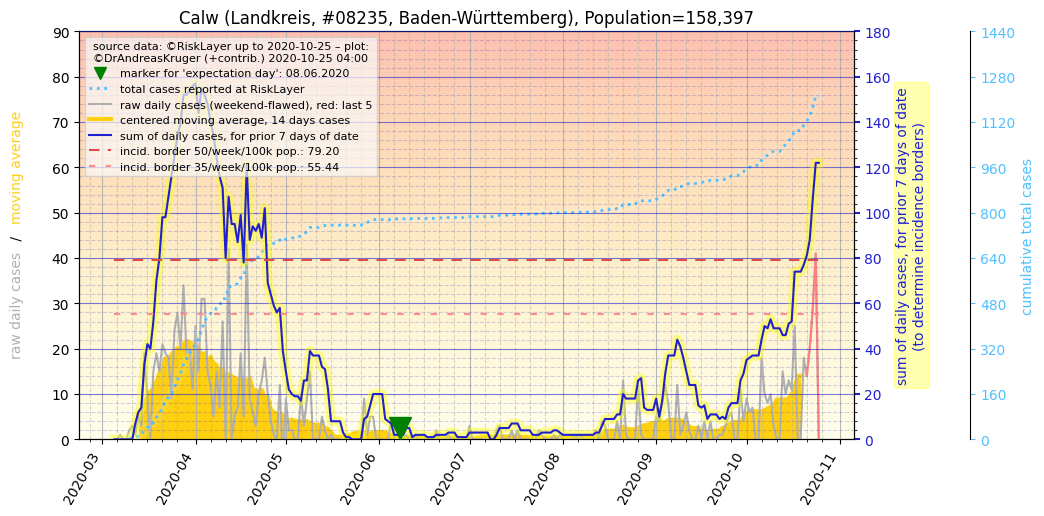 Calw (Landkreis, #08235, Baden-Württemberg), Population=158,397
source data: ©RiskLayer up to 2020-10-25 – plot:
©DrAndreasKruger (+contrib.) 2020-10-25 04:00
marker for 'expectation day': 08.06.2020
total cases reported at RiskLayer
raw daily cases (weekend-flawed), red: last 5
centered moving average, 14 days cases
sum of daily cases, for prior 7 days of date
incid. border 50/week/100k pop.: 79.20
incid. border 35/week/100k pop.: 55.44
raw daily cases / moving average
90
80
70
60
50
40
30
20
10
0
180
160
140
120
100
80
60
40
20
0
sum of daily cases, for prior 7 days of date
(to determine incidence borders)
1440
1280
1120
960
800
640
480
320
160
0
cumulative total cases
2020-03
2020-04
2020-05
2020-06
2020-07
2020-08
2020-09
2020-10
2020-11